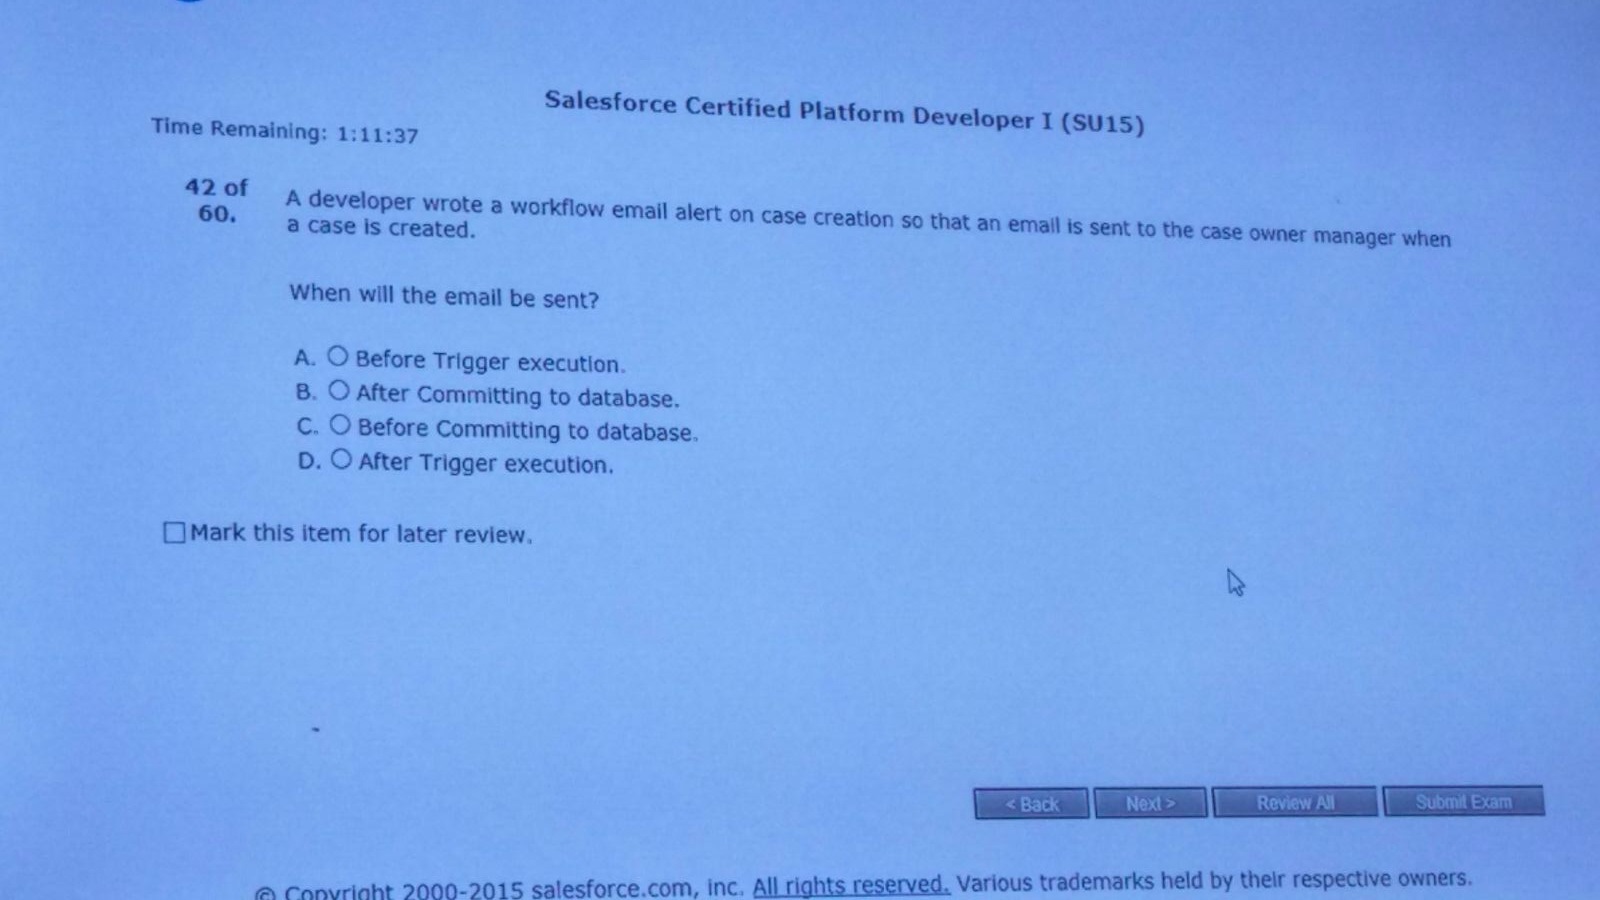 Salesforce Certified Platform Developer I (SU15)
Time Remaining: 1:11:37
42 of
60.
A developer wrote a workflow email alert on case creation so that an email is sent to the case owner manager when
a case is created.
When will the email be sent?
A. Before Trigger execution.
B. After Committing to database.
C. Before Committing to database.
D. After Trigger execution.
Mark this item for later review.
< Back
Next >
Review All
Submit Exam
© Copyright 2000-2015 salesforce.com, inc. All rights reserved. Various trademarks held by their respective owners.